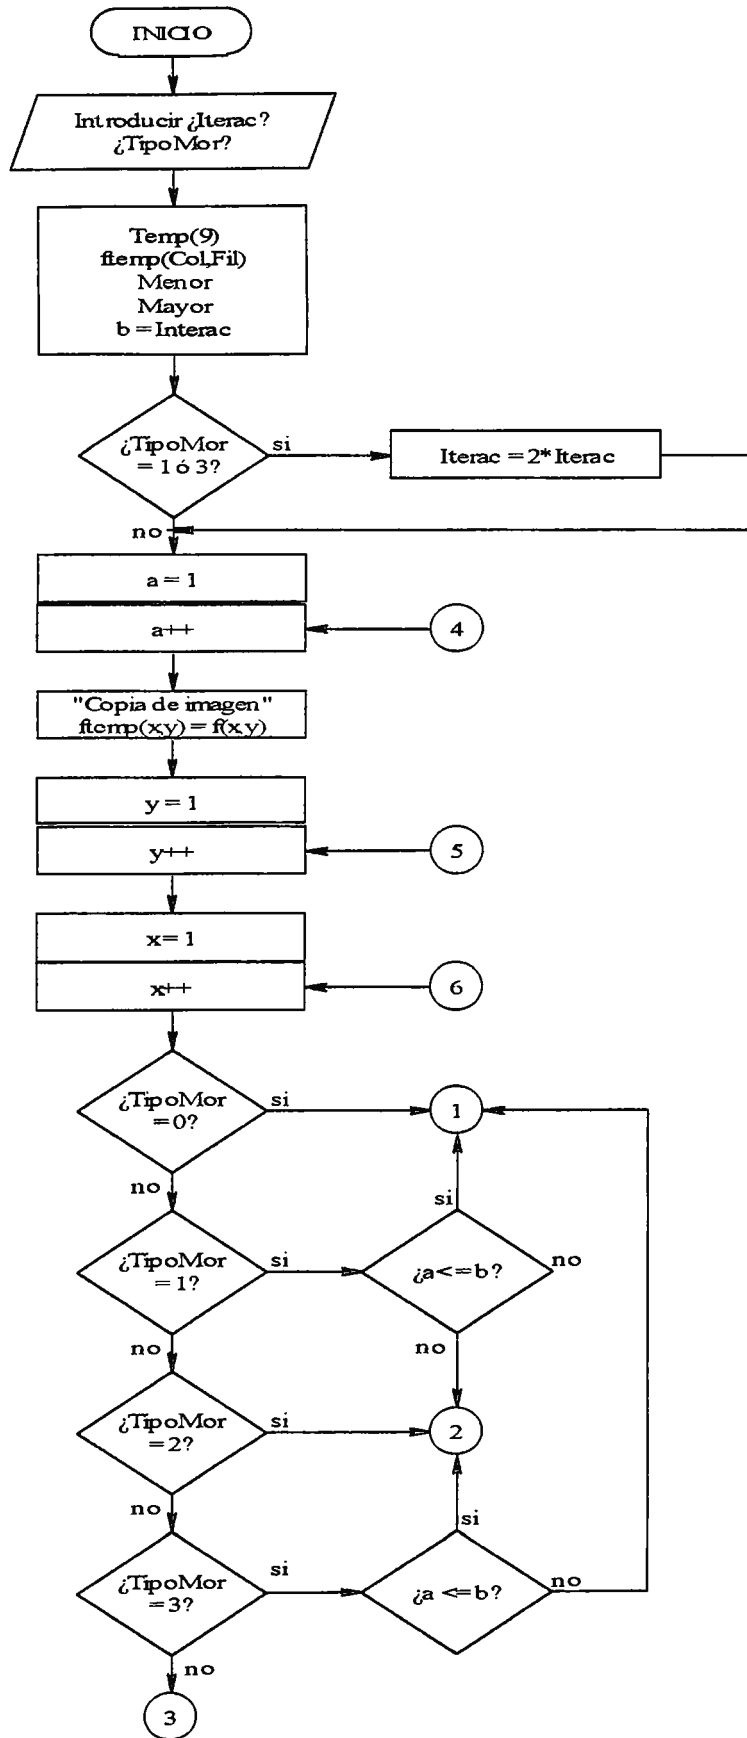 INICIO
Introducir ¿Iterac?
¿TipoMor?
Temp(9)
ftemp(Col,Fil)
Menor
Mayor
b = Interac
¿TipoMor
= 1 ó 3?
si
Iterac = 2* Iterac
no
a = 1
a++
4
"Copia de imagen"
ftemp(x,y) = f(x,y)
y = 1
y++
5
x = 1
x++
6
¿TipoMor
=0?
si
1
no
si
¿TipoMor
=1?
si
¿a<=b?
no
no
no
¿TipoMor
=2?
si
2
no
si
¿TipoMor
=3?
si
¿a <=b?
no
no
3